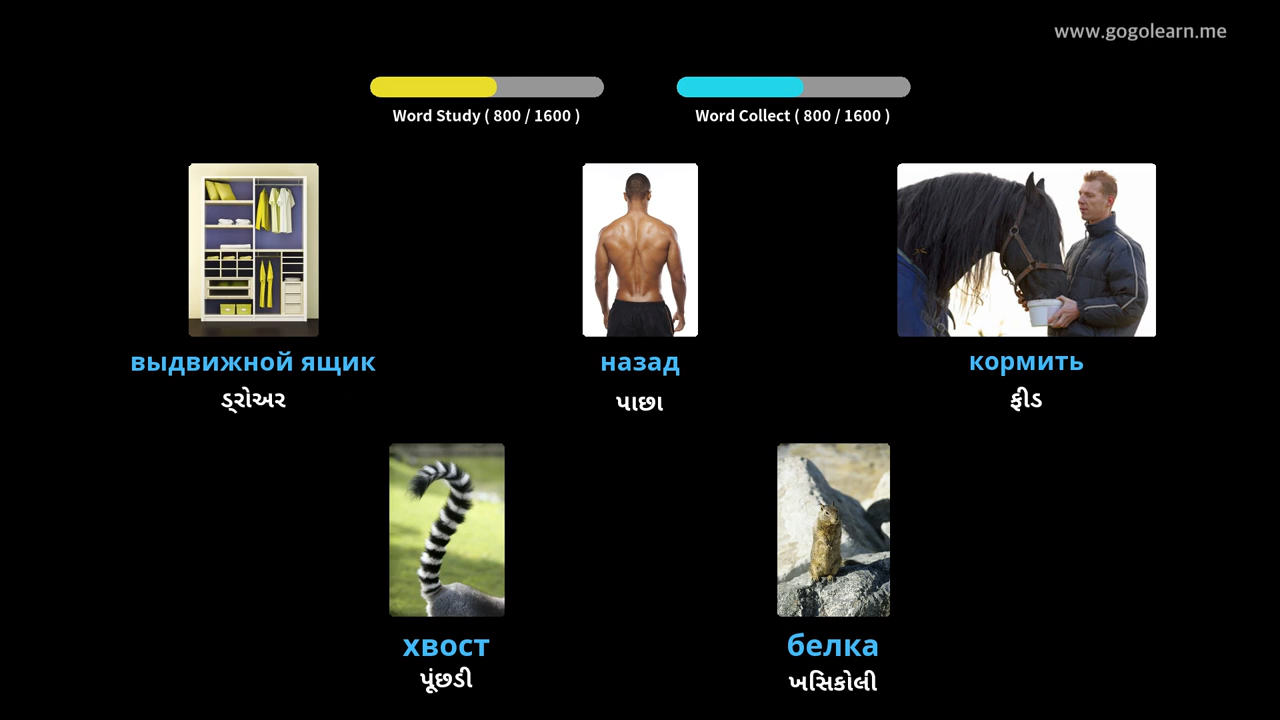 www.gogolearn.me
Word Study ( 800 / 1600 )
Word Collect ( 800 / 1600 )
выдвижной ящик
ડ્રોઅર
назад
પાછા
кормить
ફીડ
хвост
પૂંછડી
белка
ખસિકોલી